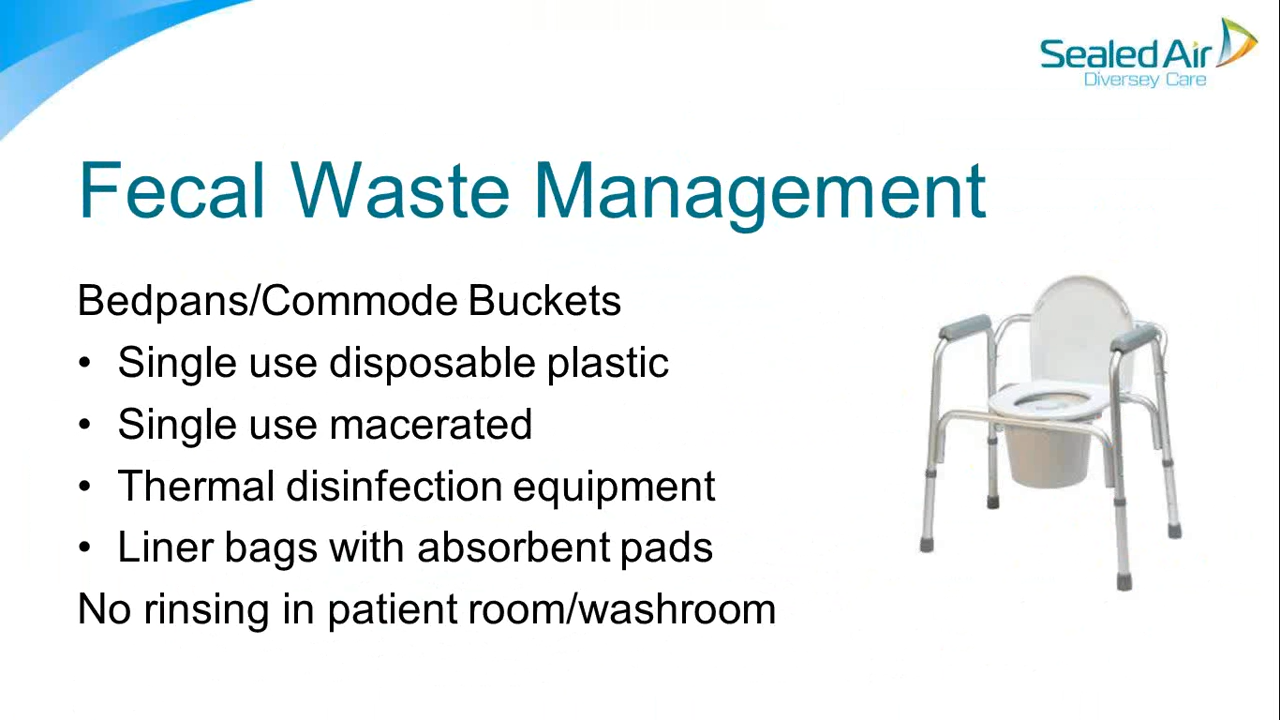 Sealed Air
Diversey Care
Fecal Waste Management
Bedpans/Commode Buckets
• Single use disposable plastic
• Single use macerated
• Thermal disinfection equipment
• Liner bags with absorbent pads
No rinsing in patient room/washroom